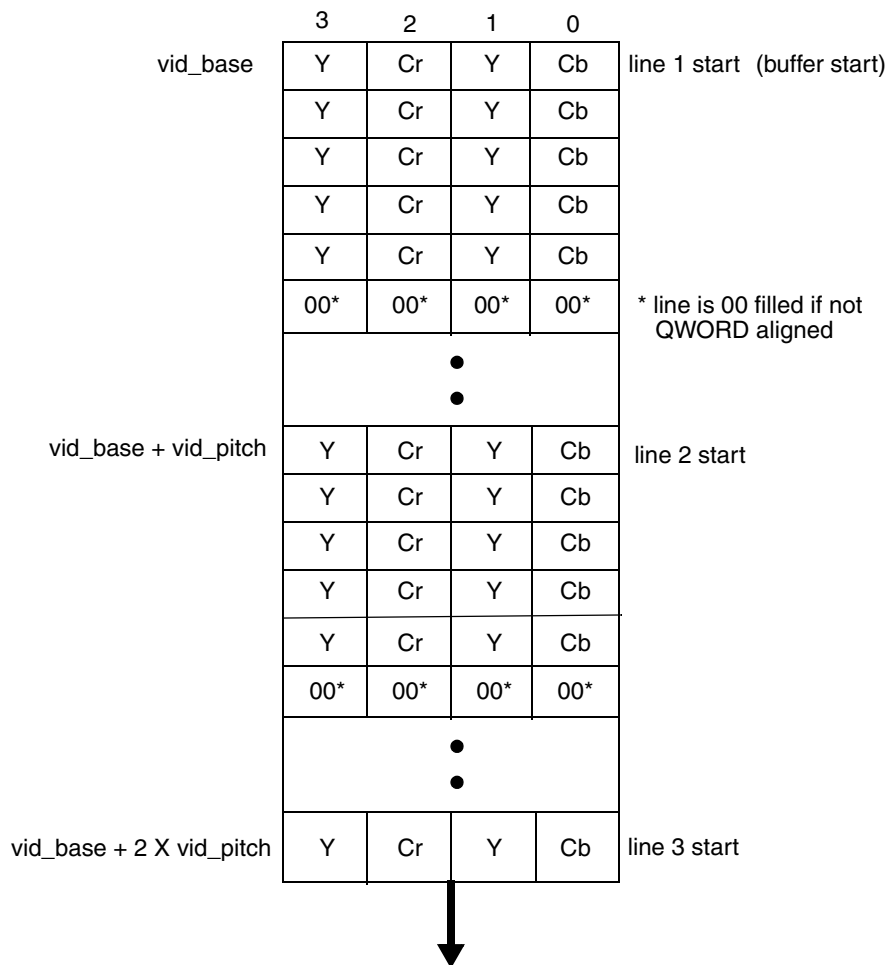 3 2 1 0
vid_base Y Cr Y Cb line 1 start (buffer start)
Y Cr Y Cb
Y Cr Y Cb
Y Cr Y Cb
Y Cr Y Cb
00* 00* 00* 00* * line is 00 filled if not
QWORD aligned
vid_base + vid_pitch Y Cr Y Cb line 2 start
Y Cr Y Cb
Y Cr Y Cb
Y Cr Y Cb
Y Cr Y Cb
00* 00* 00* 00*
vid_base + 2 X vid_pitch Y Cr Y Cb line 3 start